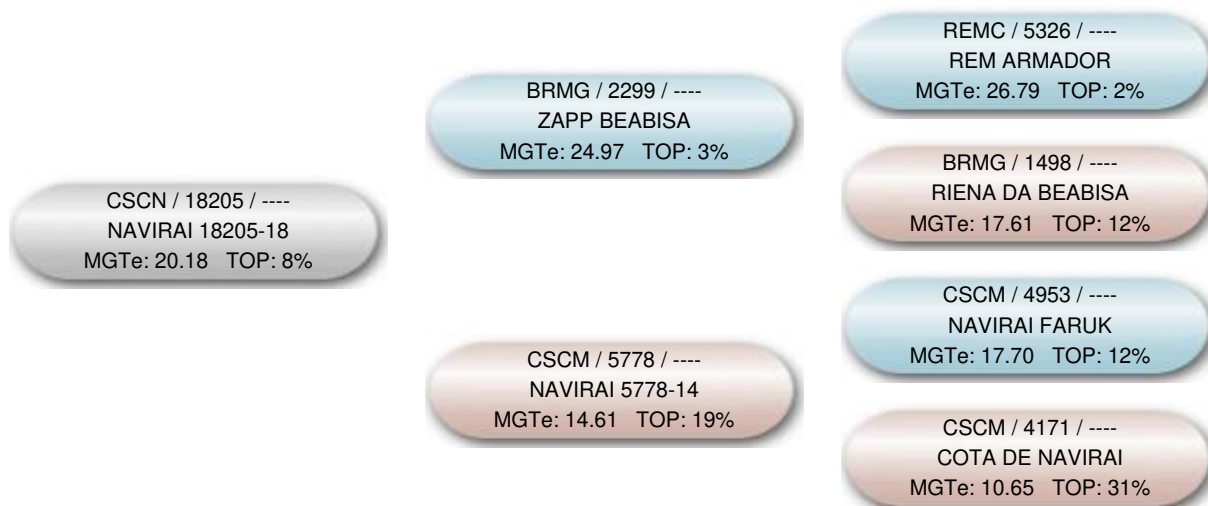 CSCN / 18205 / ----
NAVIRAI 18205-18
MGTe: 20.18 TOP: 8%
BRMG / 2299 / ----
ZAPP BEABISA
MGTe: 24.97 TOP: 3%
CSCM / 5778 / ----
NAVIRAI 5778-14
MGTe: 14.61 TOP: 19%
REMC / 5326 / ----
REM ARMADOR
MGTe: 26.79 TOP: 2%
BRMG / 1498 / ----
RIENA DA BEABISA
MGTe: 17.61 TOP: 12%
CSCM / 4953 / ----
NAVIRAI FARUK
MGTe: 17.70 TOP: 12%
CSCM / 4171 / ----
COTA DE NAVIRAI
MGTe: 10.65 TOP: 31%